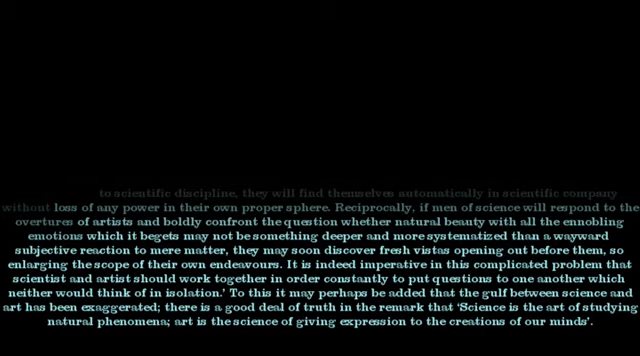 to scientific discipline, they will find themselves automatically in scientific company
without loss of any power in their own proper sphere. Reciprocally, if men of science will respond to the
overtures of artists and boldly confront the question whether natural beauty with all the ennobling
emotions which it begets may not be something deeper and more systematized than a wayward
subjective reaction to mere matter, they may soon discover fresh vistas opening out before them, so
enlarging the scope of their own endeavours. It is indeed imperative in this complicated problem that
scientist and artist should work together in order constantly to put questions to one another which
neither would think of in isolation.’ To this it may perhaps be added that the gulf between science and
art has been exaggerated; there is a good deal of truth in the remark that ‘Science is the art of studying
natural phenomena; art is the science of giving expression to the creations of our minds’.